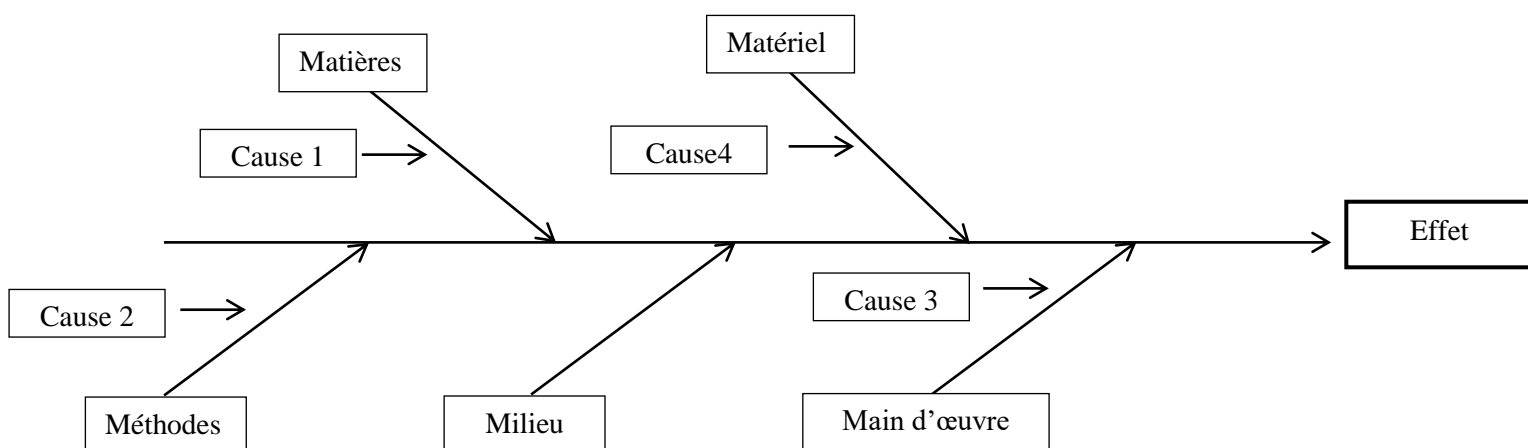 Matériel
Matières
Cause 1
Cause4
Effet
Cause 2
Cause 3
Méthodes
Milieu
Main d’œuvre